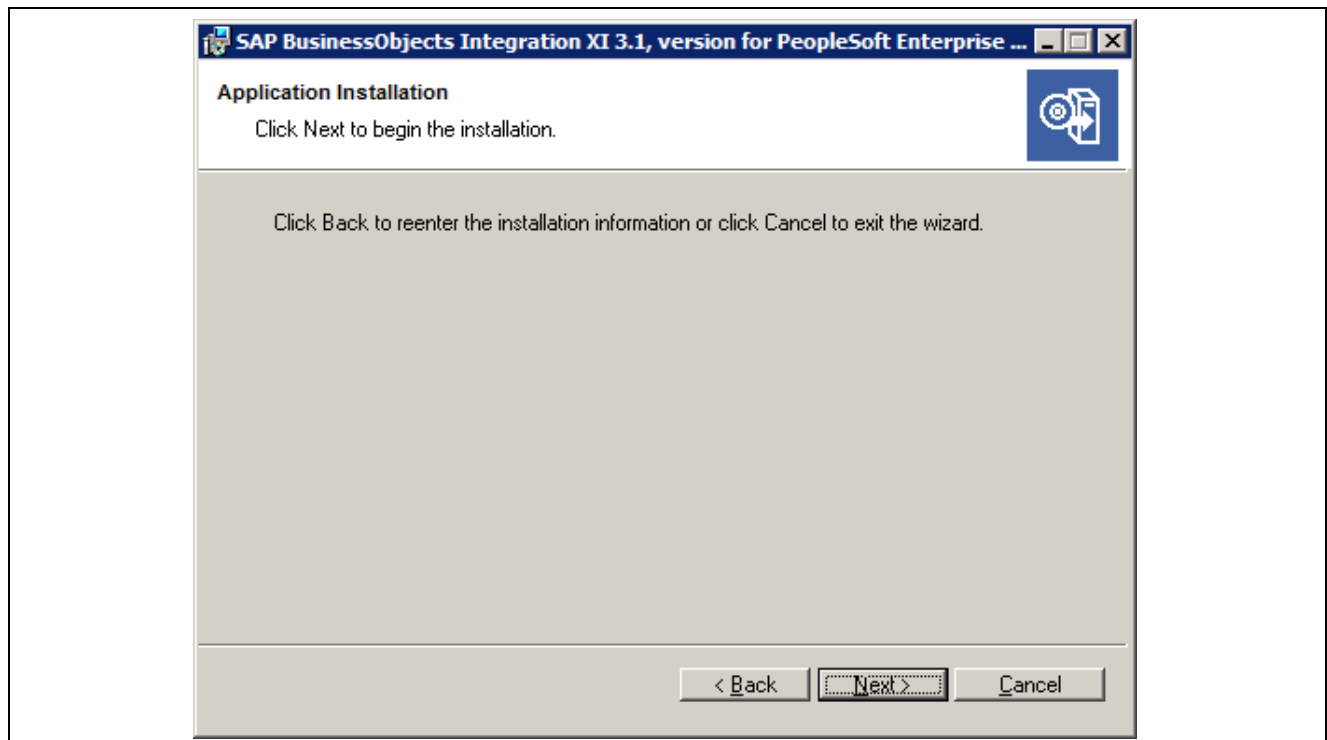 SAP BusinessObjects Integration XI 3.1, version for PeopleSoft Enterprise ...
Application Installation
Click Next to begin the installation.
Click Back to reenter the installation information or click Cancel to exit the wizard.
< Back Next > Cancel